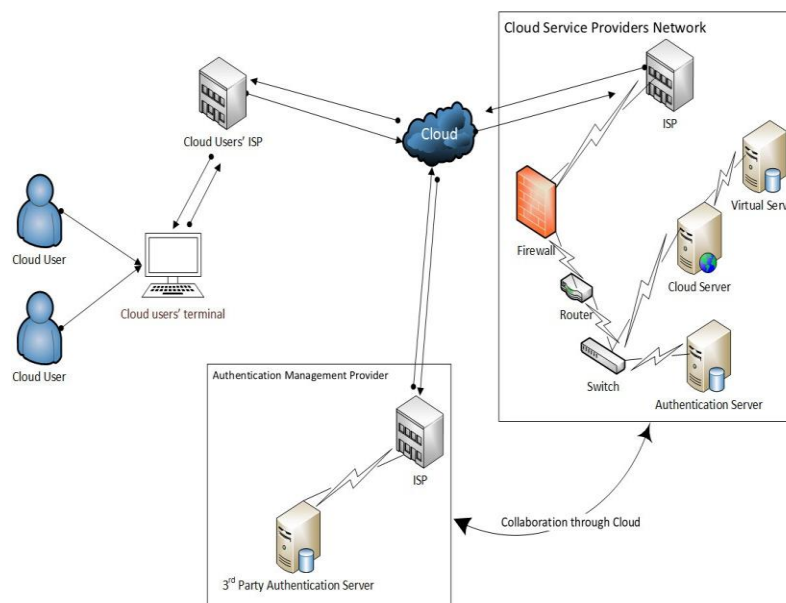 Cloud Service Providers Network
ISP
Cloud
Cloud Users' ISP
Virtual Serv
Cloud User
Firewall
Cloud Server
Cloud users' terminal
Router
Cloud User
Switch
Authentication Server
Authentication Management Provider
ISP
Collaboration through Cloud
3rd Party Authentication Server